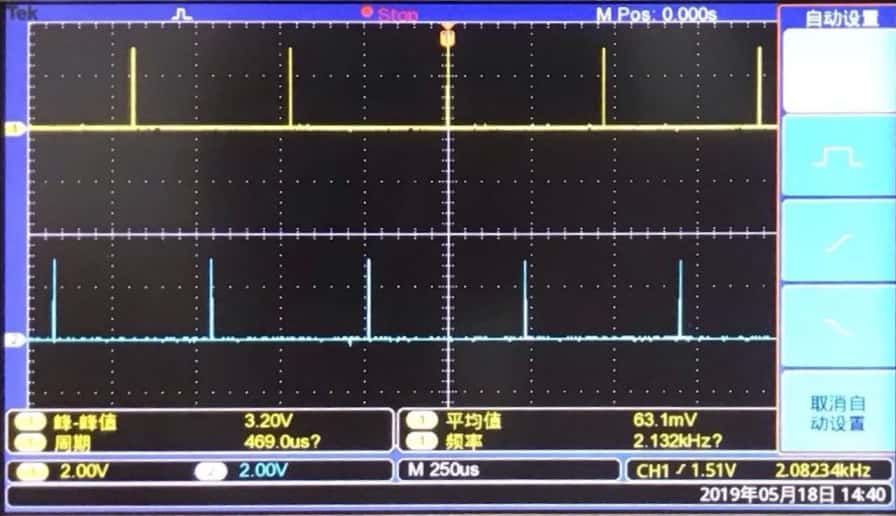 Tek Stop M Pos: 0.000s 自动设置
1
2
取消自
动设置
1 峰-峰值 3.20V 1 平均值 63.1mV
1 周期 469.0us? 1 频率 2.132kHz?
1 2.00V 2 2.00V M 250us CH1 1.51V 2.08234kHz
2019年05月18日 14:40